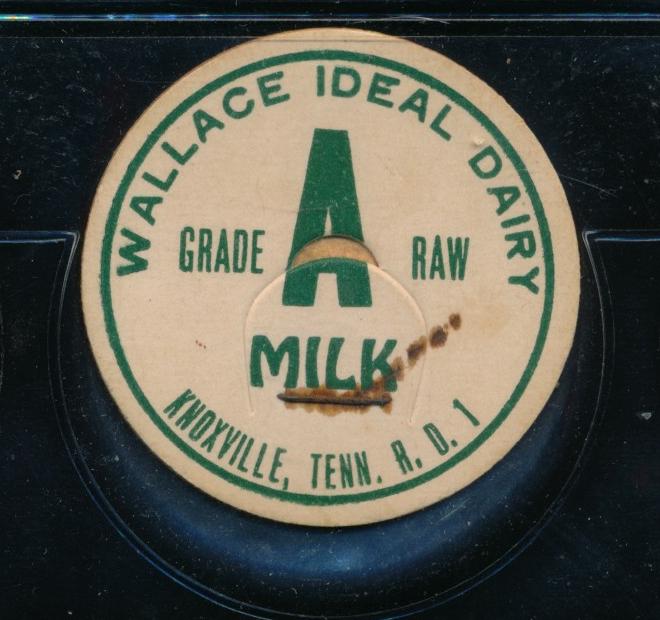 WALLACE IDEAL DAIRY
GRADE A RAW
MILK
KNOXVILLE, TENN. R. D. 1